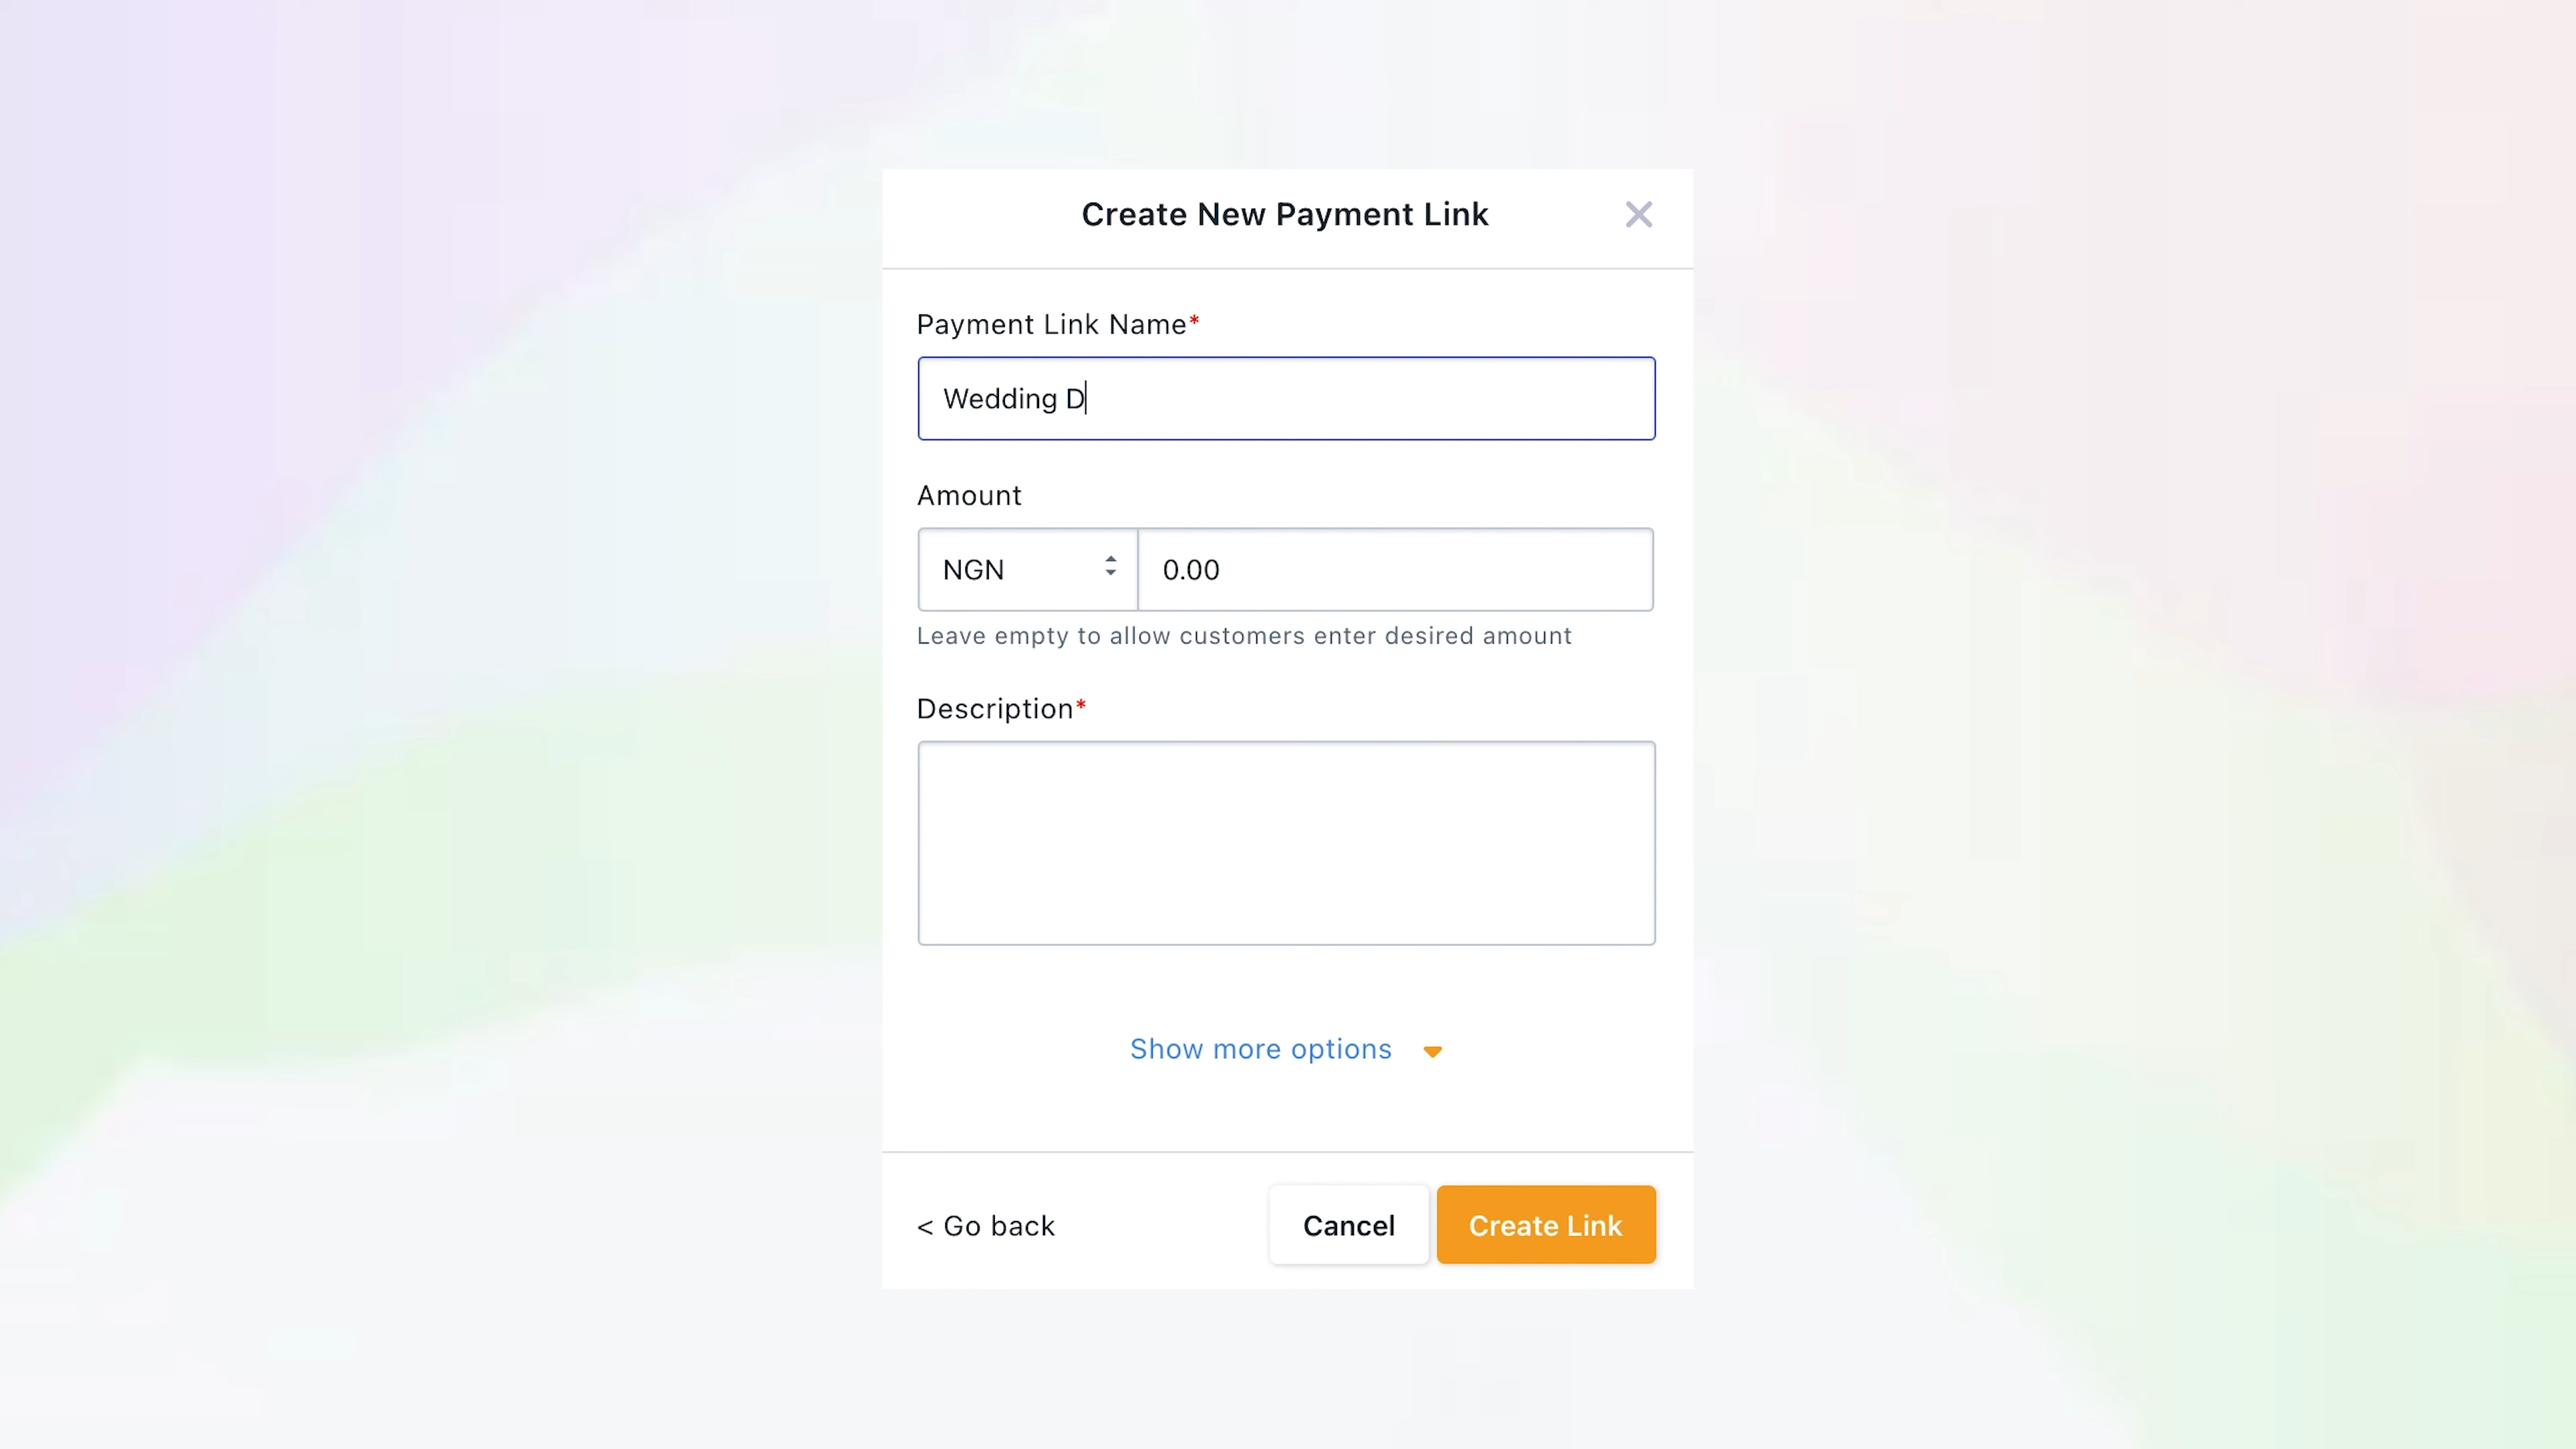 Create New Payment Link
Payment Link Name*
Wedding D
Amount
NGN 0.00
Leave empty to allow customers enter desired amount
Description*
Show more options
< Go back Cancel Create Link